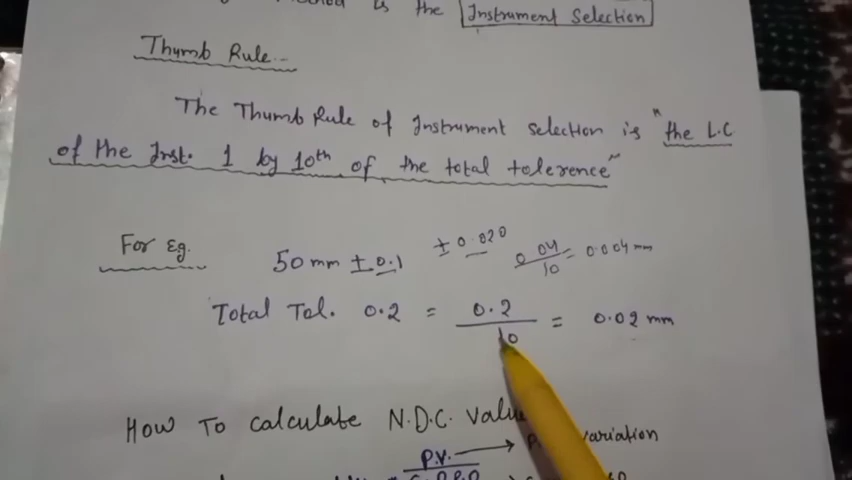 is the Instrument Selection
Thumb Rule..
The Thumb Rule of Instrument selection is "the L.C
of the Inst. 1 by 10th of the total tolerence"
For Eg. 50 mm ± 0.1 ± 0.020 0.04/10 = 0.004 mm
Total Tol. 0.2 = 0.2/10 = 0.02 mm
How To calculate N.D.C. Valu
P.V. → variation